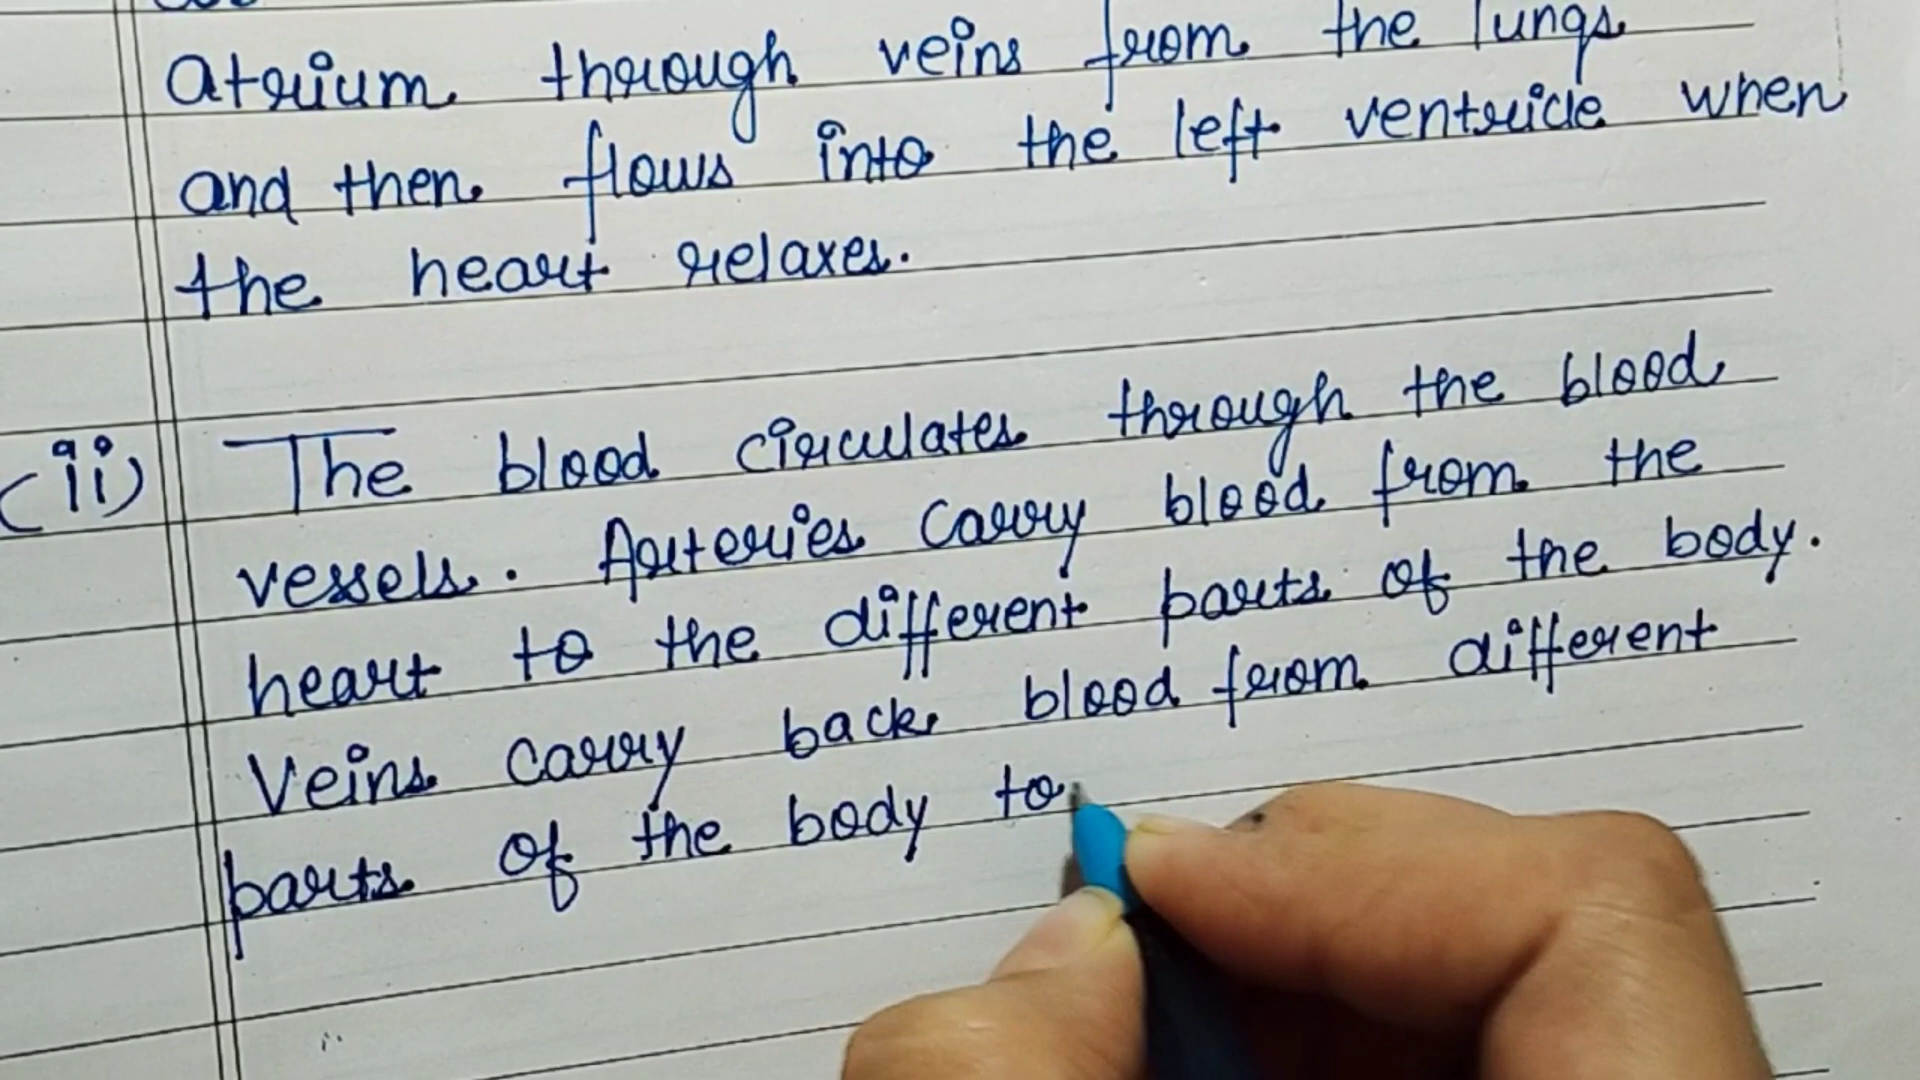 atrium through veins from the lungs
and then flows into the left ventricle when
the heart relaxes.
(ii) The blood circulates through the blood
vessels. Arteries carry blood from the
heart to the different parts of the body.
Veins carry back blood from different
parts of the body to